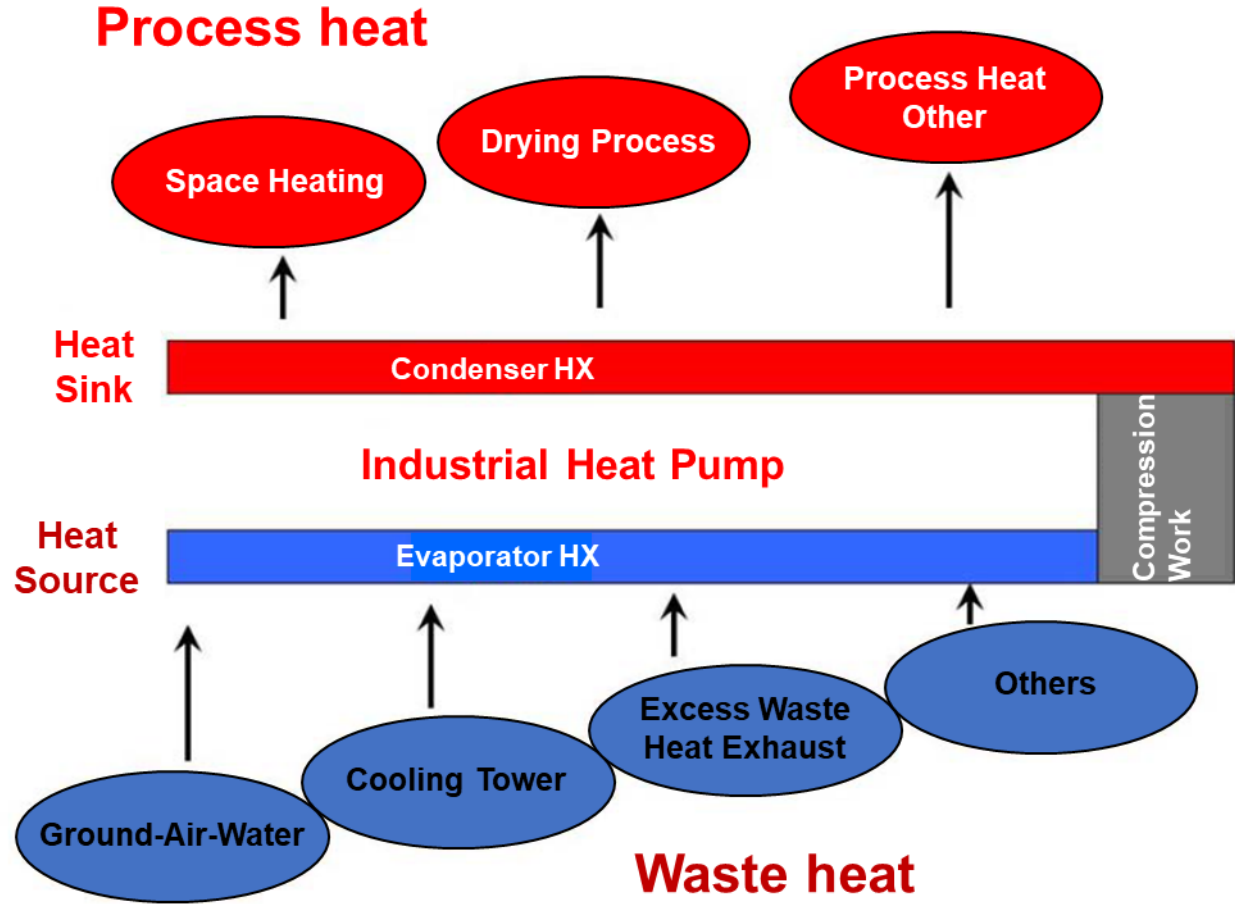 Process heat
Process Heat
Other
Drying Process
Space Heating
Heat
Sink
Condenser HX
Industrial Heat Pump
Compression
Work
Heat
Source
Evaporator HX
Others
Excess Waste
Heat Exhaust
Cooling Tower
Ground-Air-Water
Waste heat